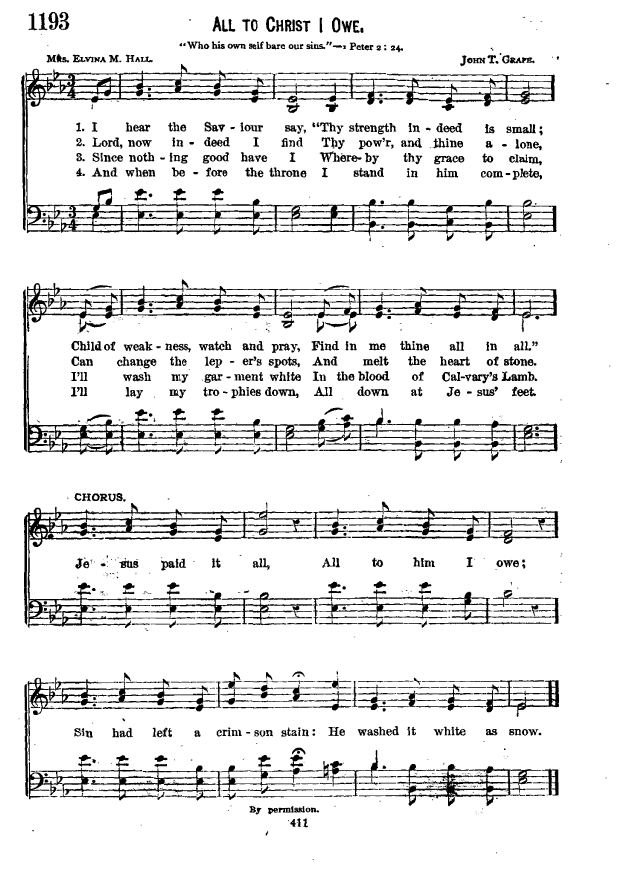 1193
ALL TO CHRIST I OWE.
"Who his own self bare our sins."—1 Peter 2 : 24.
MRS. ELVINA M. HALL. JOHN T. GRAPE.
1. I hear the Sav - iour say, "Thy strength in - deed is small;
2. Lord, now in - deed I find Thy pow'r, and thine a - lone,
3. Since noth - ing good have I Where - by thy grace to claim,
4. And when be - fore the throne I stand in him com - plete,
Child of weak - ness, watch and pray, Find in me thine all in all."
Can change the lep - er's spots, And melt the heart of stone.
I'll wash my gar - ment white In the blood of Cal - vary's Lamb.
I'll lay my tro - phies down, All down at Je - sus' feet.
CHORUS.
Je - sus paid it all, All to him I owe;
Sin had left a crim - son stain: He washed it white as snow.
By permission.
411